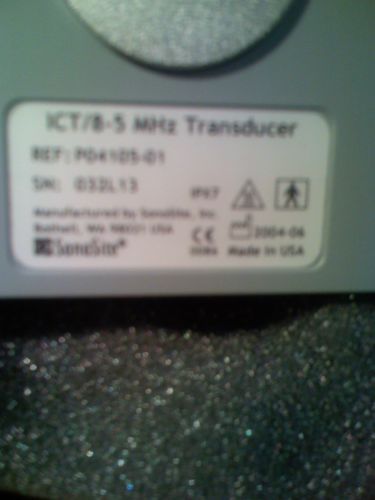 ICT/8-5 MHz Transducer
REF: P04105-01
SN: 032L13
IPX7
Manufactured by SonoSite, Inc.
Bothell, WA 98021 USA
SonoSite®
CE
2004-06
Made in USA